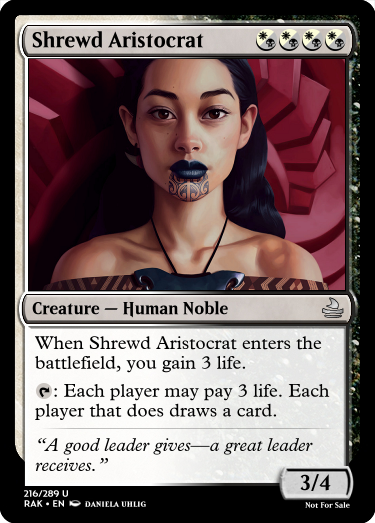 Shrewd Aristocrat
Creature — Human Noble
When Shrewd Aristocrat enters the
battlefield, you gain 3 life.
: Each player may pay 3 life. Each
player that does draws a card.
“A good leader gives—a great leader
receives.”
3/4
216/289 U
RAK • EN DANIELA UHLIG
Not For Sale